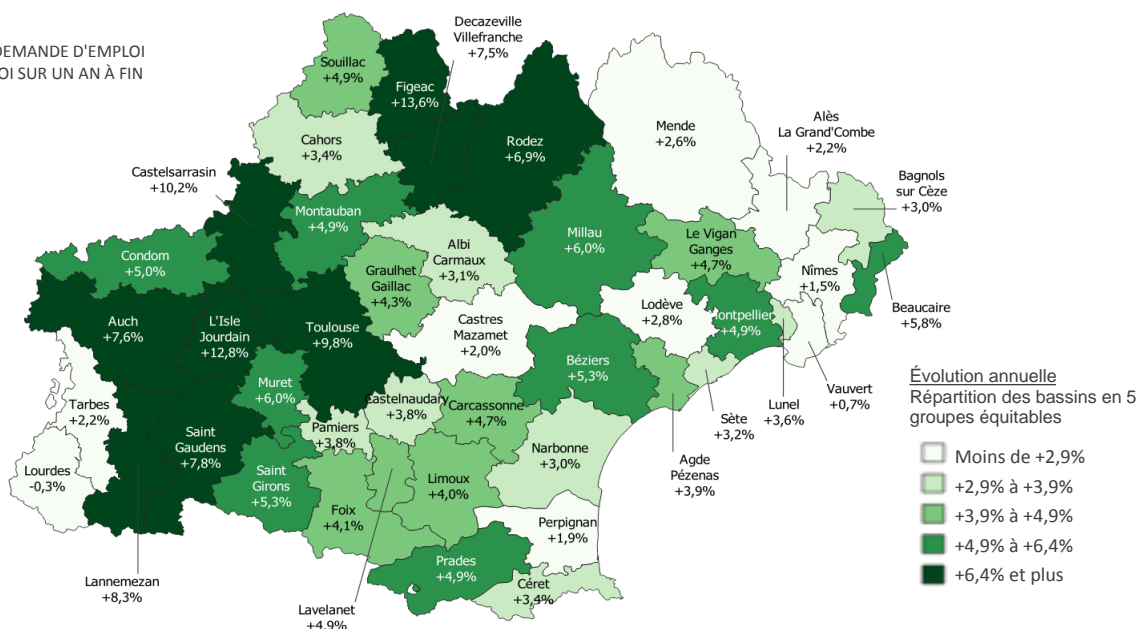 DEMANDE D'EMPLOI
OI SUR UN AN À FIN
Decazeville
Villefranche
+7,5%
Souillac
+4,9%
Figeac
+13,6%
Rodez
+6,9%
Mende
+2,6%
Alès
La Grand'Combe
+2,2%
Cahors
+3,4%
Castelsarrasin
+10,2%
Bagnols
sur Cèze
+3,0%
Montauban
+4,9%
Millau
+6,0%
Le Vigan
Ganges
+4,7%
Albi
Carmaux
+3,1%
Condom
+5,0%
Graulhet
Gaillac
+4,3%
Nîmes
+1,5%
Beaucaire
+5,8%
Lodève
+2,8%
Montpellier
+4,9%
Auch
+7,6%
L'Isle
Jourdain
+12,8%
Toulouse
+9,8%
Castres
Mazamet
+2,0%
Béziers
+5,3%
Muret
+6,0%
Vauvert
+0,7%
Lunel
+3,6%
Tarbes
+2,2%
Castelnaudary
+3,8%
Carcassonne
+4,7%
Sète
+3,2%
Pamiers
+3,8%
Saint
Gaudens
+7,8%
Narbonne
+3,0%
Agde
Pézenas
+3,9%
Lourdes
-0,3%
Saint
Girons
+5,3%
Limoux
+4,0%
Foix
+4,1%
Perpignan
+1,9%
Prades
+4,9%
Céret
+3,4%
Lannemezan
+8,3%
Lavelanet
+4,9%
Évolution annuelle
Répartition des bassins en 5
groupes équitables
Moins de +2,9%
+2,9% à +3,9%
+3,9% à +4,9%
+4,9% à +6,4%
+6,4% et plus